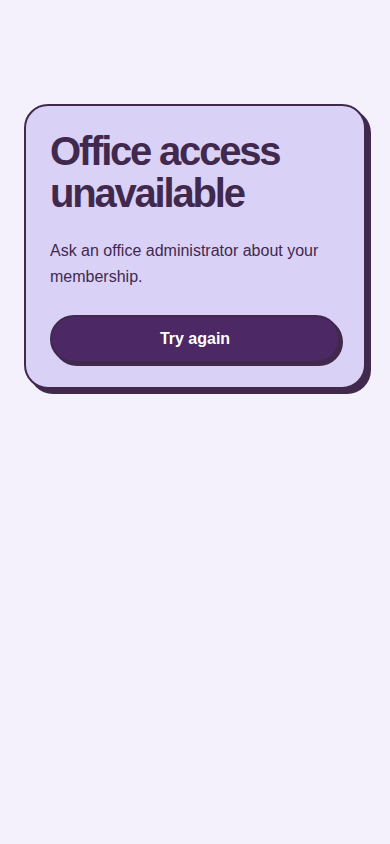 Office access
unavailable
Ask an office administrator about your
membership.
Try again